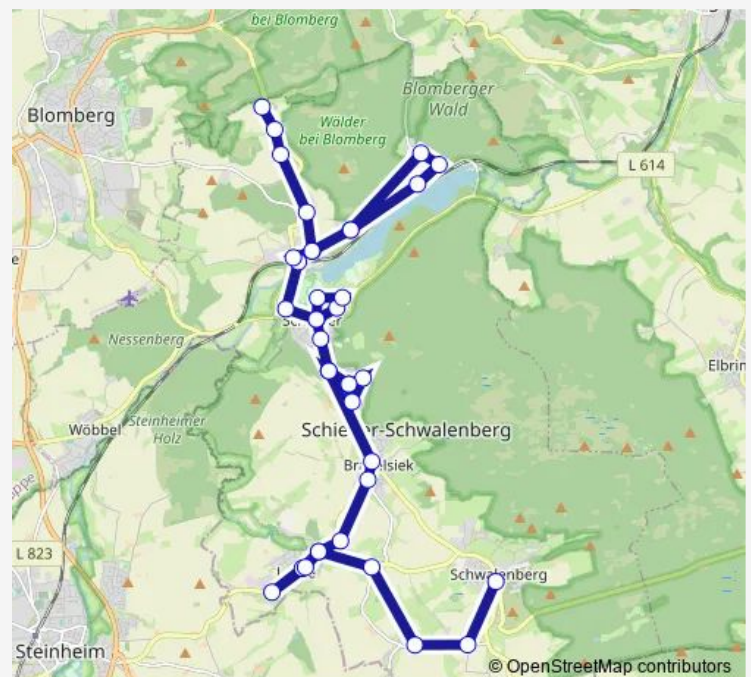 bei Blomberg
Blomberger
Wald
Blomberg
Wälder
bei Blomberg
L 614
e
Nessenberg
Elbrin
Wöbbel
Steinheimer
Holz
Schieder-Schwalenberg
L 823
Schwalenberg
Steinheim
© OpenStreetMap contributors